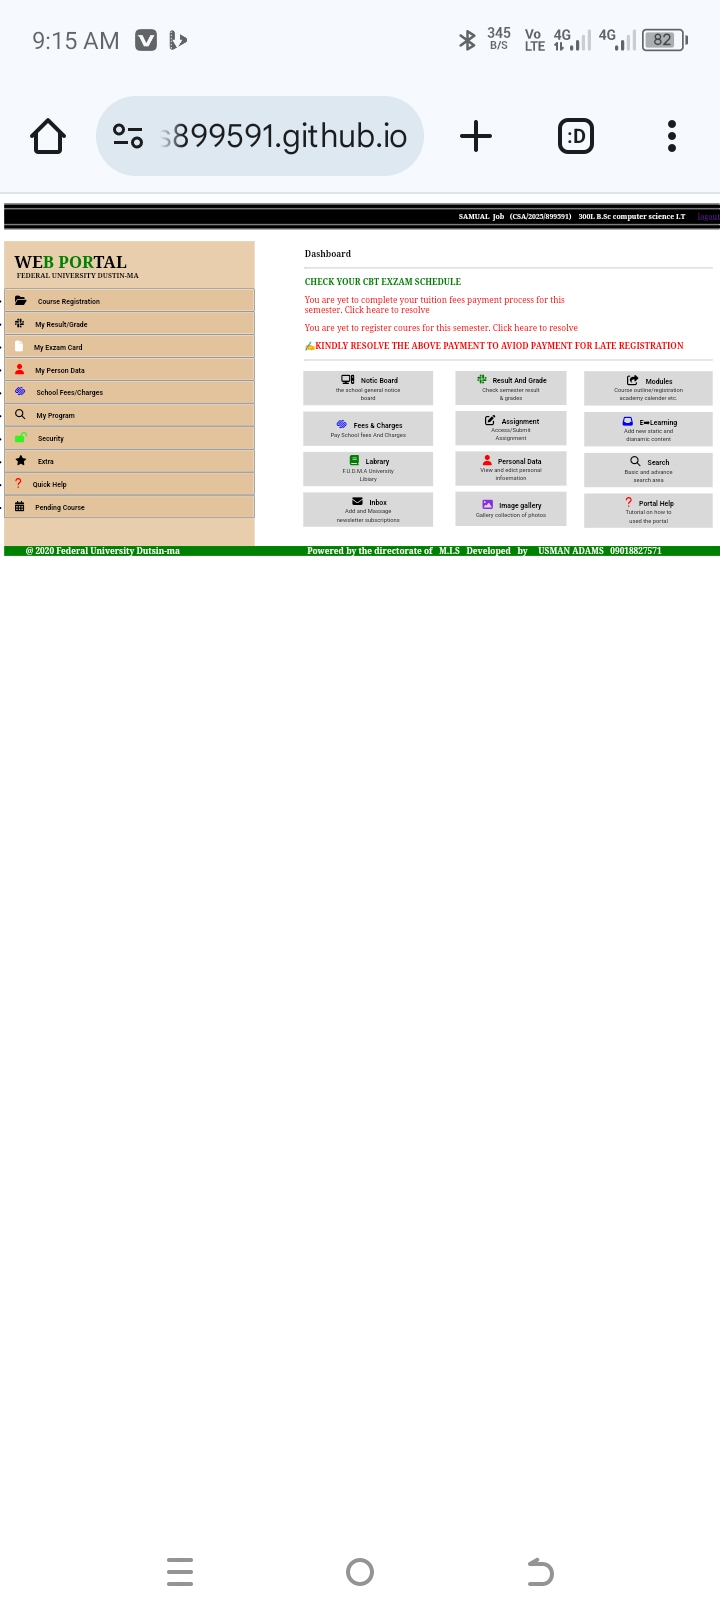 9:15 AM
345 B/S
Vo LTE
4G
4G
82
s899591.github.io
:D
SAMUAL Job (CSA/2025/899591) 300L B.Sc computer science I.T logout
WEB PORTAL
FEDERAL UNIVERSITY DUSTIN-MA
Course Registration
My Result/Grade
My Exzam Card
My Person Data
School Fees/Charges
My Program
Security
Extra
Quick Help
Pending Course
Dashboard
CHECK YOUR CBT EXZAM SCHEDULE
You are yet to complete your tuition fees payment process for this
semester. Click heare to resolve
You are yet to register coures for this semester. Click heare to resolve
✍KINDLY RESOLVE THE ABOVE PAYMENT TO AVIOD PAYMENT FOR LATE REGISTRATION
Notic Board
the school general notice
board
Result And Grade
Check semester result
& grades
Modules
Course outline/registration
academy calender etc.
Fees & Charges
Pay School fees And Charges
Assignment
Access/Submit
Assignment
E➡Learning
Add new static and
dianamic content
Labrary
F.U.D.M.A University
Library
Personal Data
View and edict personal
infoemation
Search
Basic and advance
search area
Inbox
Add and Massage
newsletter subscriptions
Image gallery
Gallery collection of photos
Portal Help
Tutorial on how to
used the portal
@ 2020 Federal University Dutsin-ma
Powered by the directorate of M.I.S Developed by USMAN ADAMS 09018827571